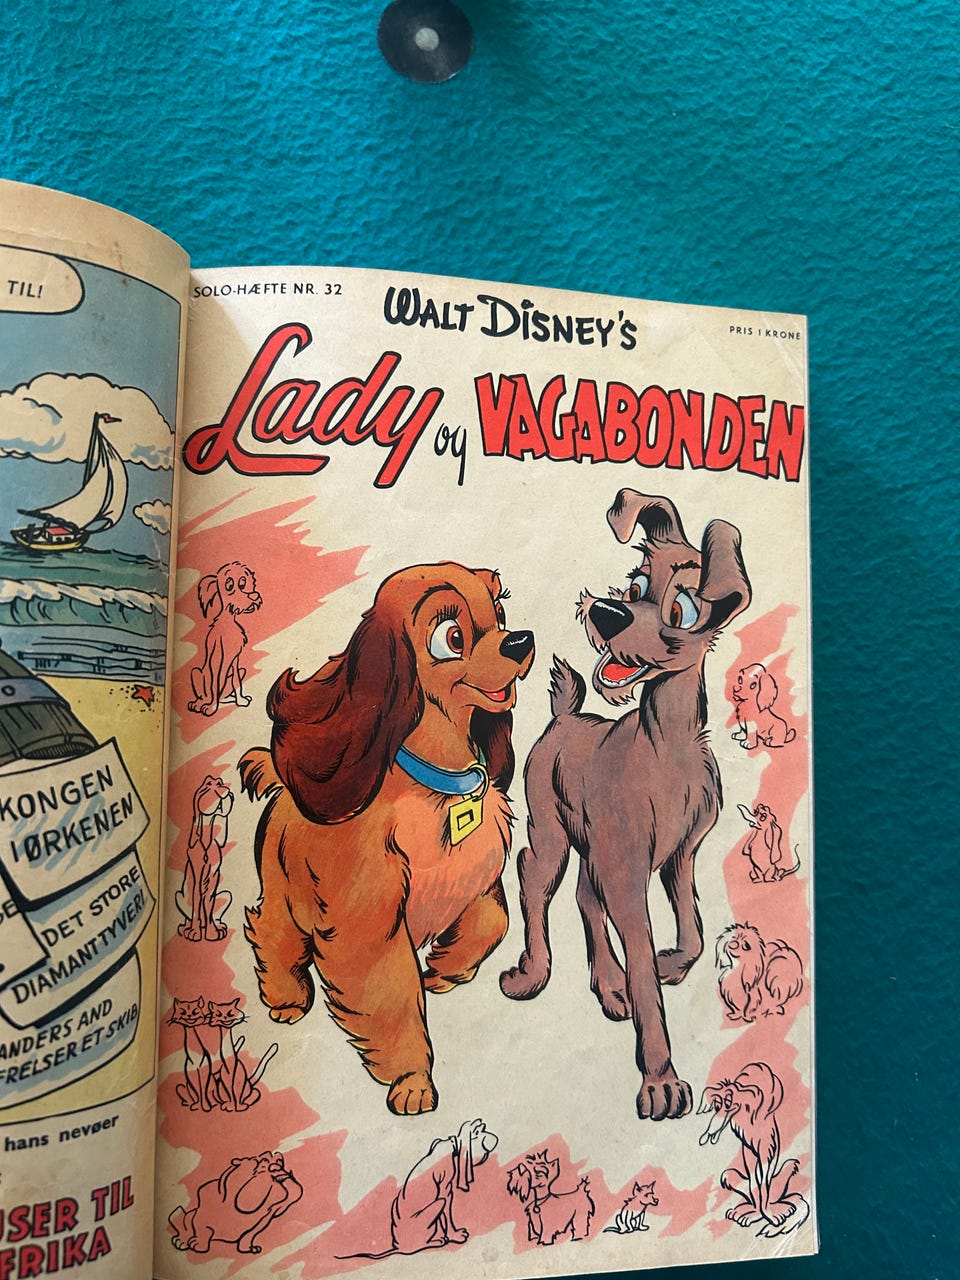 TIL!
KONGEN
I ØRKENEN
DET STORE
DIAMANTTYVERI
ANDERS AND
FRELSER ET SKIB
hans nevøer
TIL
FRIKA
SOLO-HÆFTE NR. 32
WALT DISNEY'S
PRIS 1 KRONE
Lady og VAGABONDEN